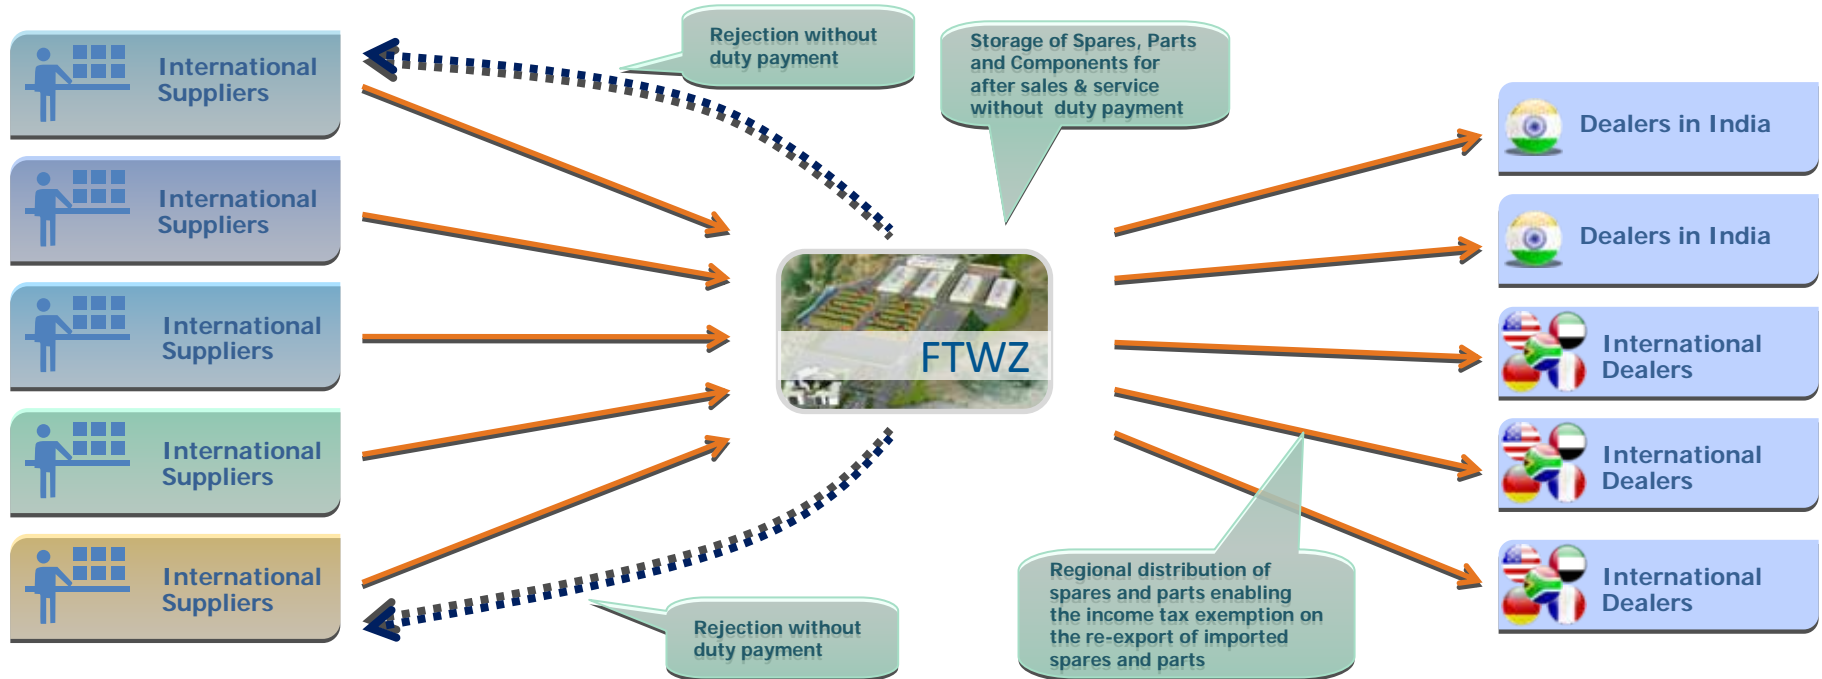 International
Suppliers
International
Suppliers
International
Suppliers
International
Suppliers
International
Suppliers
Rejection without
duty payment
Rejection without
duty payment
Storage of Spares, Parts
and Components for
after sales & service
without duty payment
FTWZ
Regional distribution of
spares and parts enabling
the income tax exemption on
the re-export of imported
spares and parts
Dealers in India
Dealers in India
International
Dealers
International
Dealers
International
Dealers